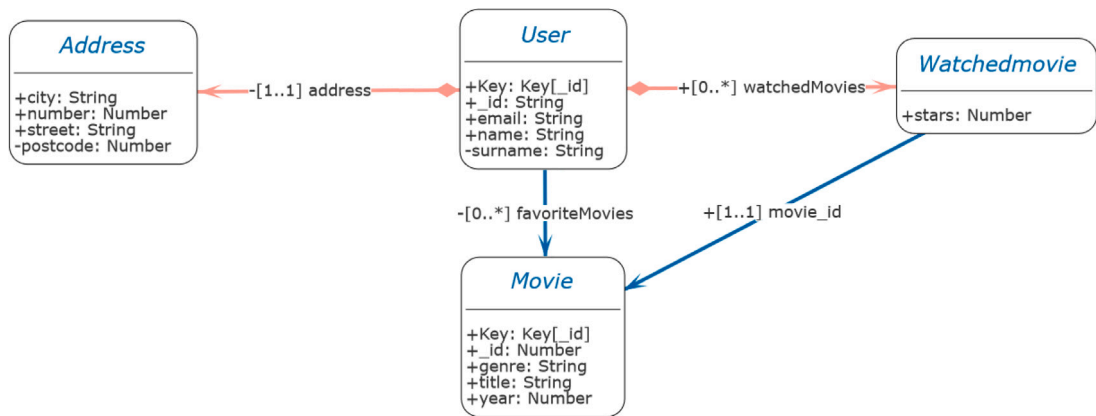 Address
+city: String
+number: Number
+street: String
-postcode: Number
-[1..1] address
User
+Key: Key[_id]
+_id: String
+email: String
+name: String
-surname: String
+[0..*] watchedMovies
Watchedmovie
+stars: Number
-[0..*] favoriteMovies
+[1..1] movie_id
Movie
+Key: Key[_id]
+_id: Number
+genre: String
+title: String
+year: Number